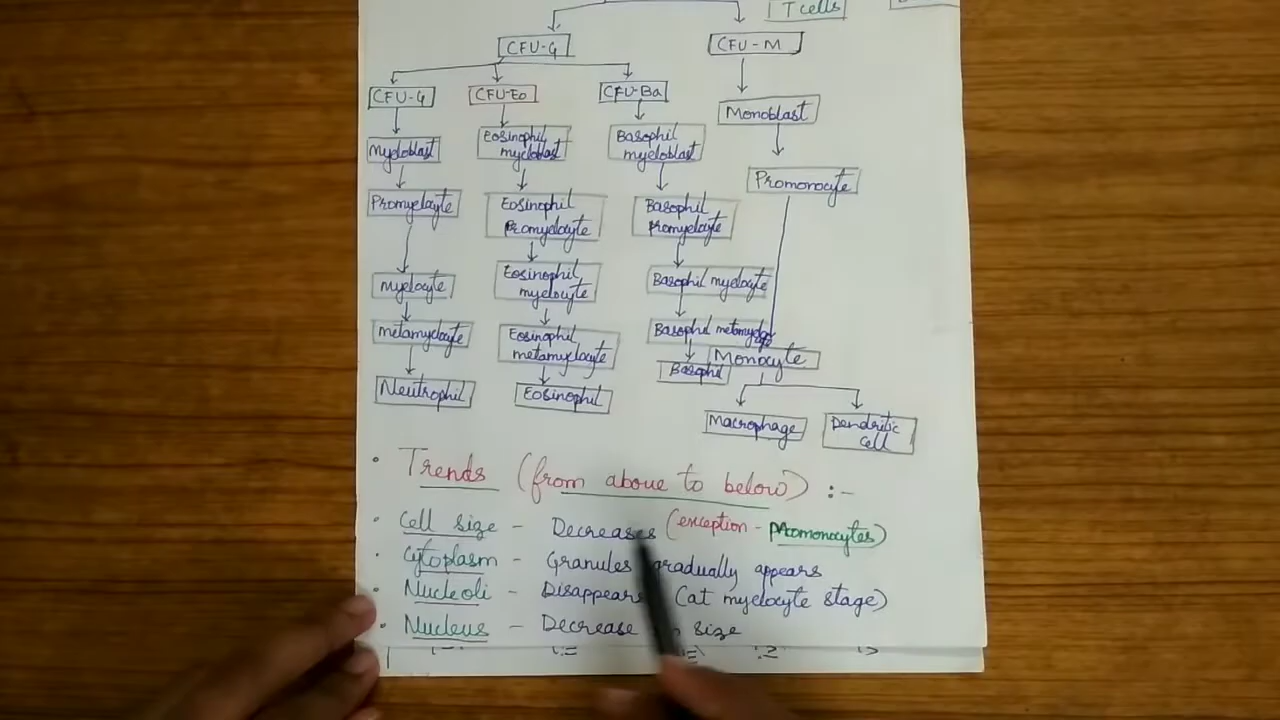 T cells
CFU-G
CFU-M
CFU-G
CFU-Eo
CFU-Ba
Monoblast
Myeloblast
Eosinophil
myeloblast
Basophil
myeloblast
Promonocyte
Promyelocyte
Eosinophil
Promyelocyte
Basophil
Promyelocyte
Myelocyte
Eosinophil
myelocyte
Basophil myelocyte
metamyelocyte
Eosinophil
metamyelocyte
Basophil
Monocyte
Basophil
Neutrophil
Eosinophil
Macrophage
Dendritic
cell
• Trends (from above to below) :-
• Cell size - Decreases (exception - Promonocytes)
• Cytoplasm - Granules gradually appears
• Nucleoli - Disappears (at myelocyte stage)
• Nucleus - Decrease size